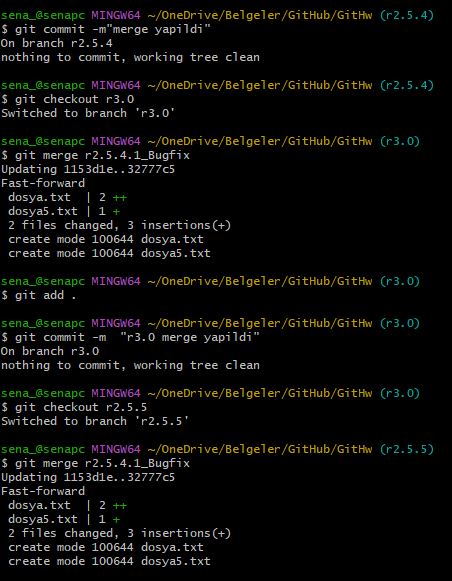 sena_@senapc MINGW64 ~/OneDrive/Belgeler/GitHub/GitHw (r2.5.4)
$ git commit -m"merge yapildi"
On branch r2.5.4
nothing to commit, working tree clean
sena_@senapc MINGW64 ~/OneDrive/Belgeler/GitHub/GitHw (r2.5.4)
$ git checkout r3.0
Switched to branch 'r3.0'
sena_@senapc MINGW64 ~/OneDrive/Belgeler/GitHub/GitHw (r3.0)
$ git merge r2.5.4.1_Bugfix
Updating 1153d1e..32777c5
Fast-forward
 dosya.txt  | 2 ++
 dosya5.txt | 1 +
 2 files changed, 3 insertions(+)
 create mode 100644 dosya.txt
 create mode 100644 dosya5.txt
sena_@senapc MINGW64 ~/OneDrive/Belgeler/GitHub/GitHw (r3.0)
$ git add .
sena_@senapc MINGW64 ~/OneDrive/Belgeler/GitHub/GitHw (r3.0)
$ git commit -m  "r3.0 merge yapildi"
On branch r3.0
nothing to commit, working tree clean
sena_@senapc MINGW64 ~/OneDrive/Belgeler/GitHub/GitHw (r3.0)
$ git checkout r2.5.5
Switched to branch 'r2.5.5'
sena_@senapc MINGW64 ~/OneDrive/Belgeler/GitHub/GitHw (r2.5.5)
$ git merge r2.5.4.1_Bugfix
Updating 1153d1e..32777c5
Fast-forward
 dosya.txt  | 2 ++
 dosya5.txt | 1 +
 2 files changed, 3 insertions(+)
 create mode 100644 dosya.txt
 create mode 100644 dosya5.txt